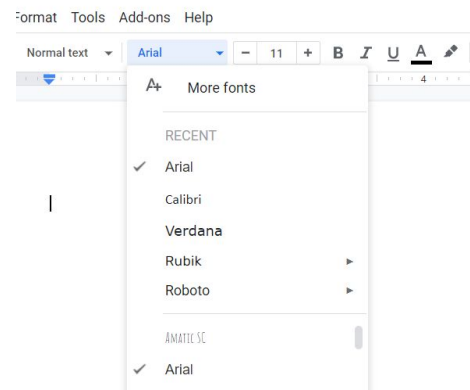 Format Tools Add-ons Help
Normal text Arial − 11 + B I U A
4
A+ More fonts
RECENT
✓ Arial
Calibri
Verdana
Rubik ►
Roboto ►
Amatic SC
✓ Arial